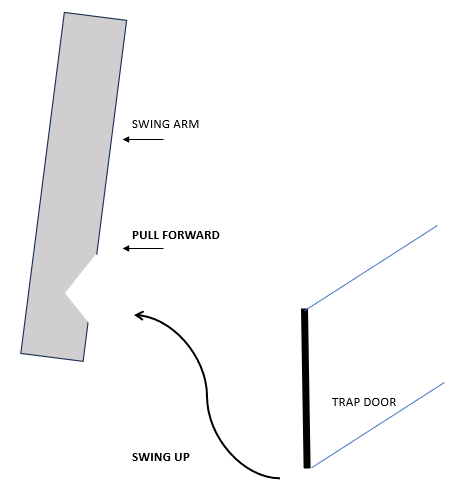 SWING ARM
PULL FORWARD
TRAP DOOR
SWING UP